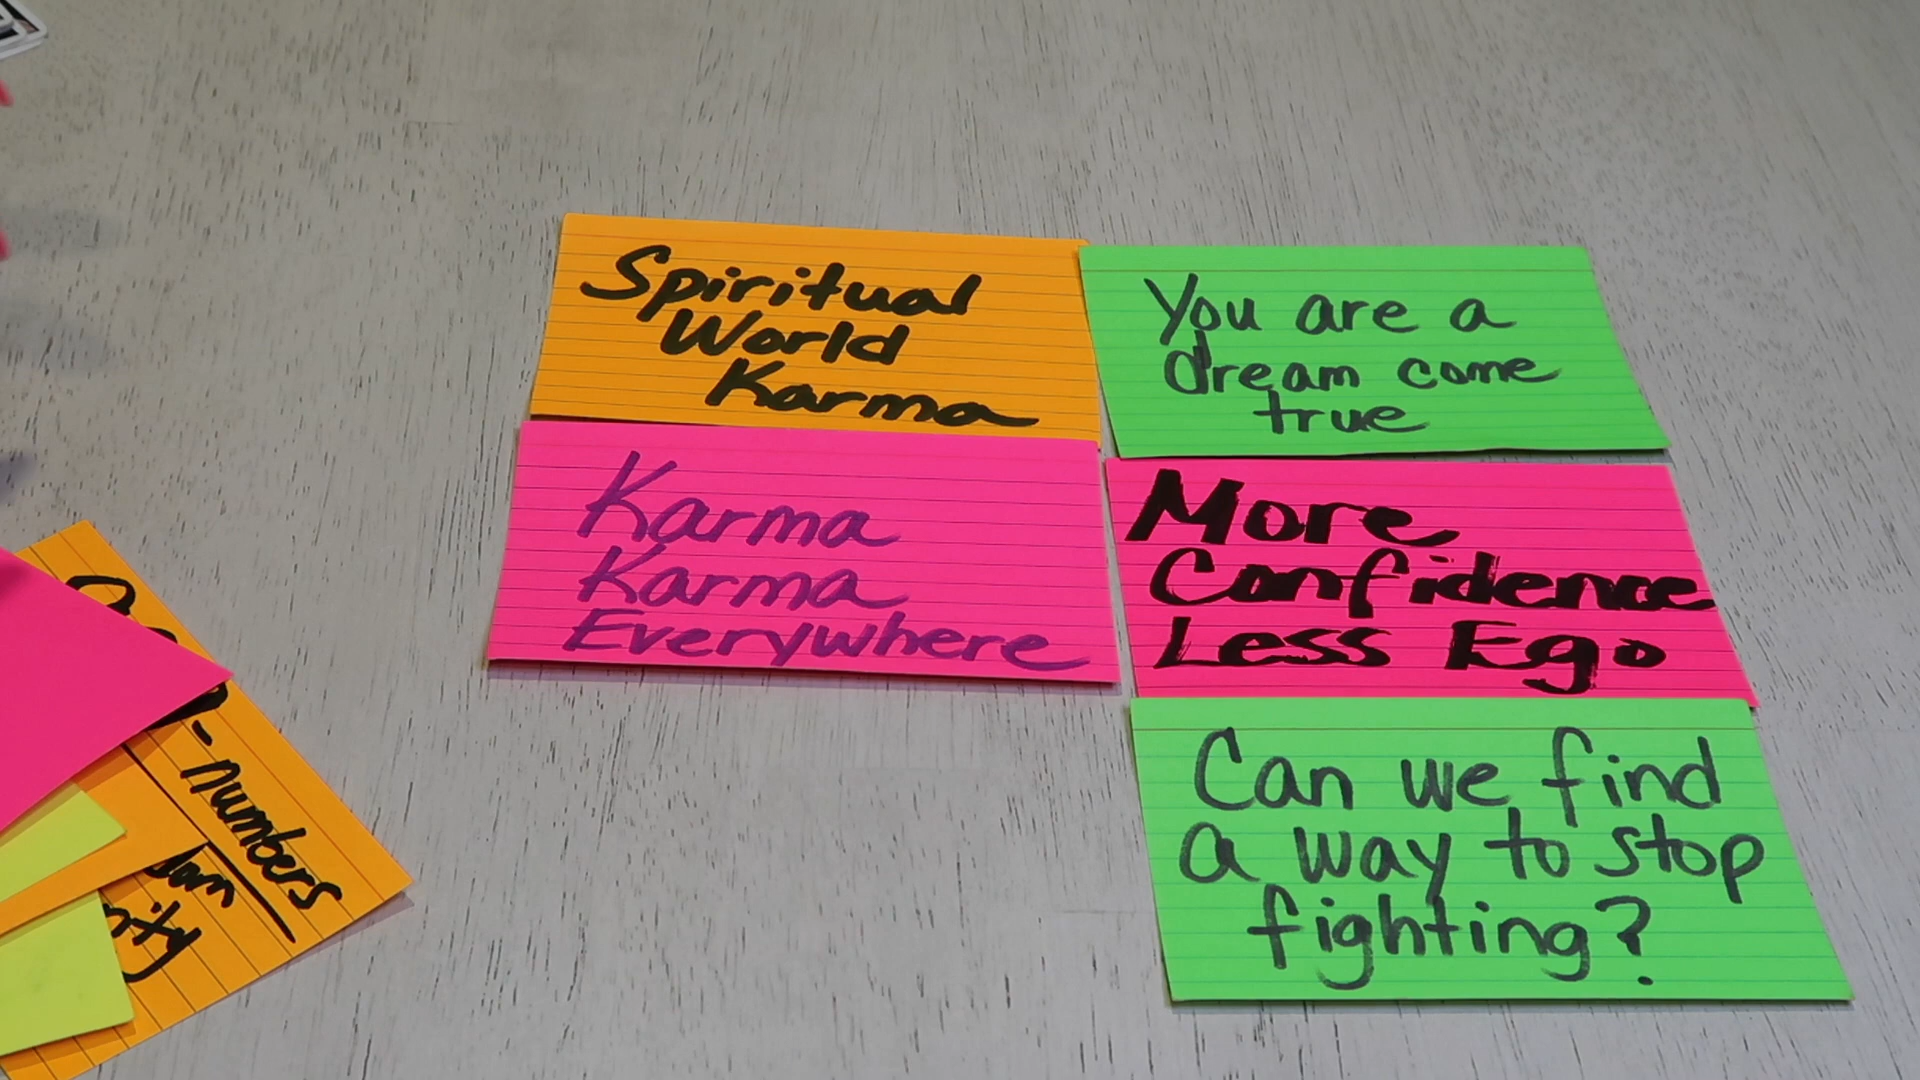 Spiritual
World
Karma
You are a
dream come
true
Karma
Karma
Everywhere
More
Confidence
Less Ego
Can we find
a way to stop
fighting?
- numbers